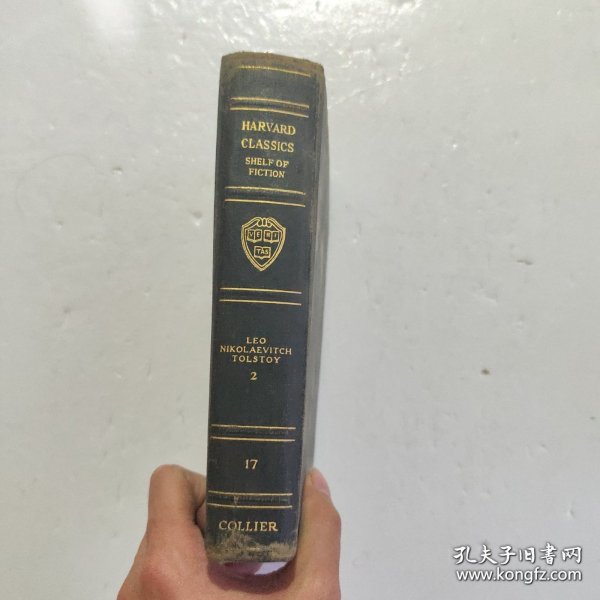 HARVARD
CLASSICS
SHELF OF
FICTION
VE RI
TAS
LEO
NIKOLAEVITCH
TOLSTOY
2
17
COLLIER
孔夫子旧书网
www.kongfz.com